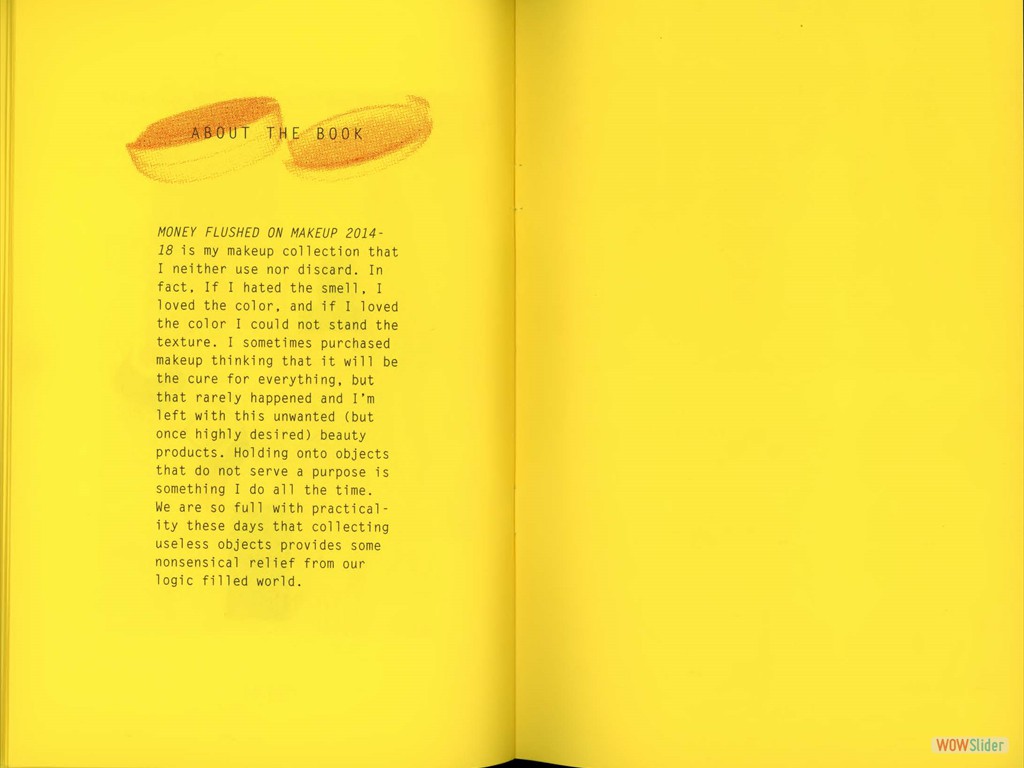 ABOUT THE BOOK
MONEY FLUSHED ON MAKEUP 2014-
18 is my makeup collection that
I neither use nor discard. In
fact, If I hated the smell, I
loved the color, and if I loved
the color I could not stand the
texture. I sometimes purchased
makeup thinking that it will be
the cure for everything, but
that rarely happened and I'm
left with this unwanted (but
once highly desired) beauty
products. Holding onto objects
that do not serve a purpose is
something I do all the time.
We are so full with practical-
ity these days that collecting
useless objects provides some
nonsensical relief from our
logic filled world.
WOWSlider